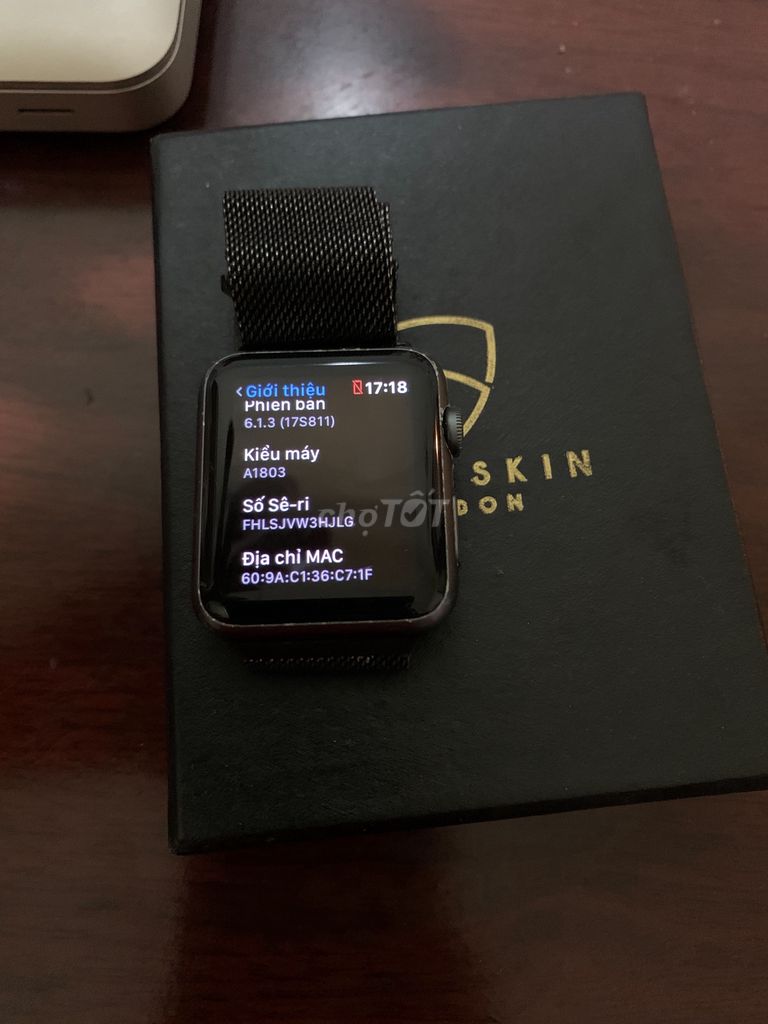 Giới thiệu 17:18
Phiên bản
6.1.3 (17S811)
Kiểu máy
A1803
Số Sê-ri
FHLSJVW3HJLG
Địa chỉ MAC
60:9A:C1:36:C7:1F
chợTỐT
SKIN
DON